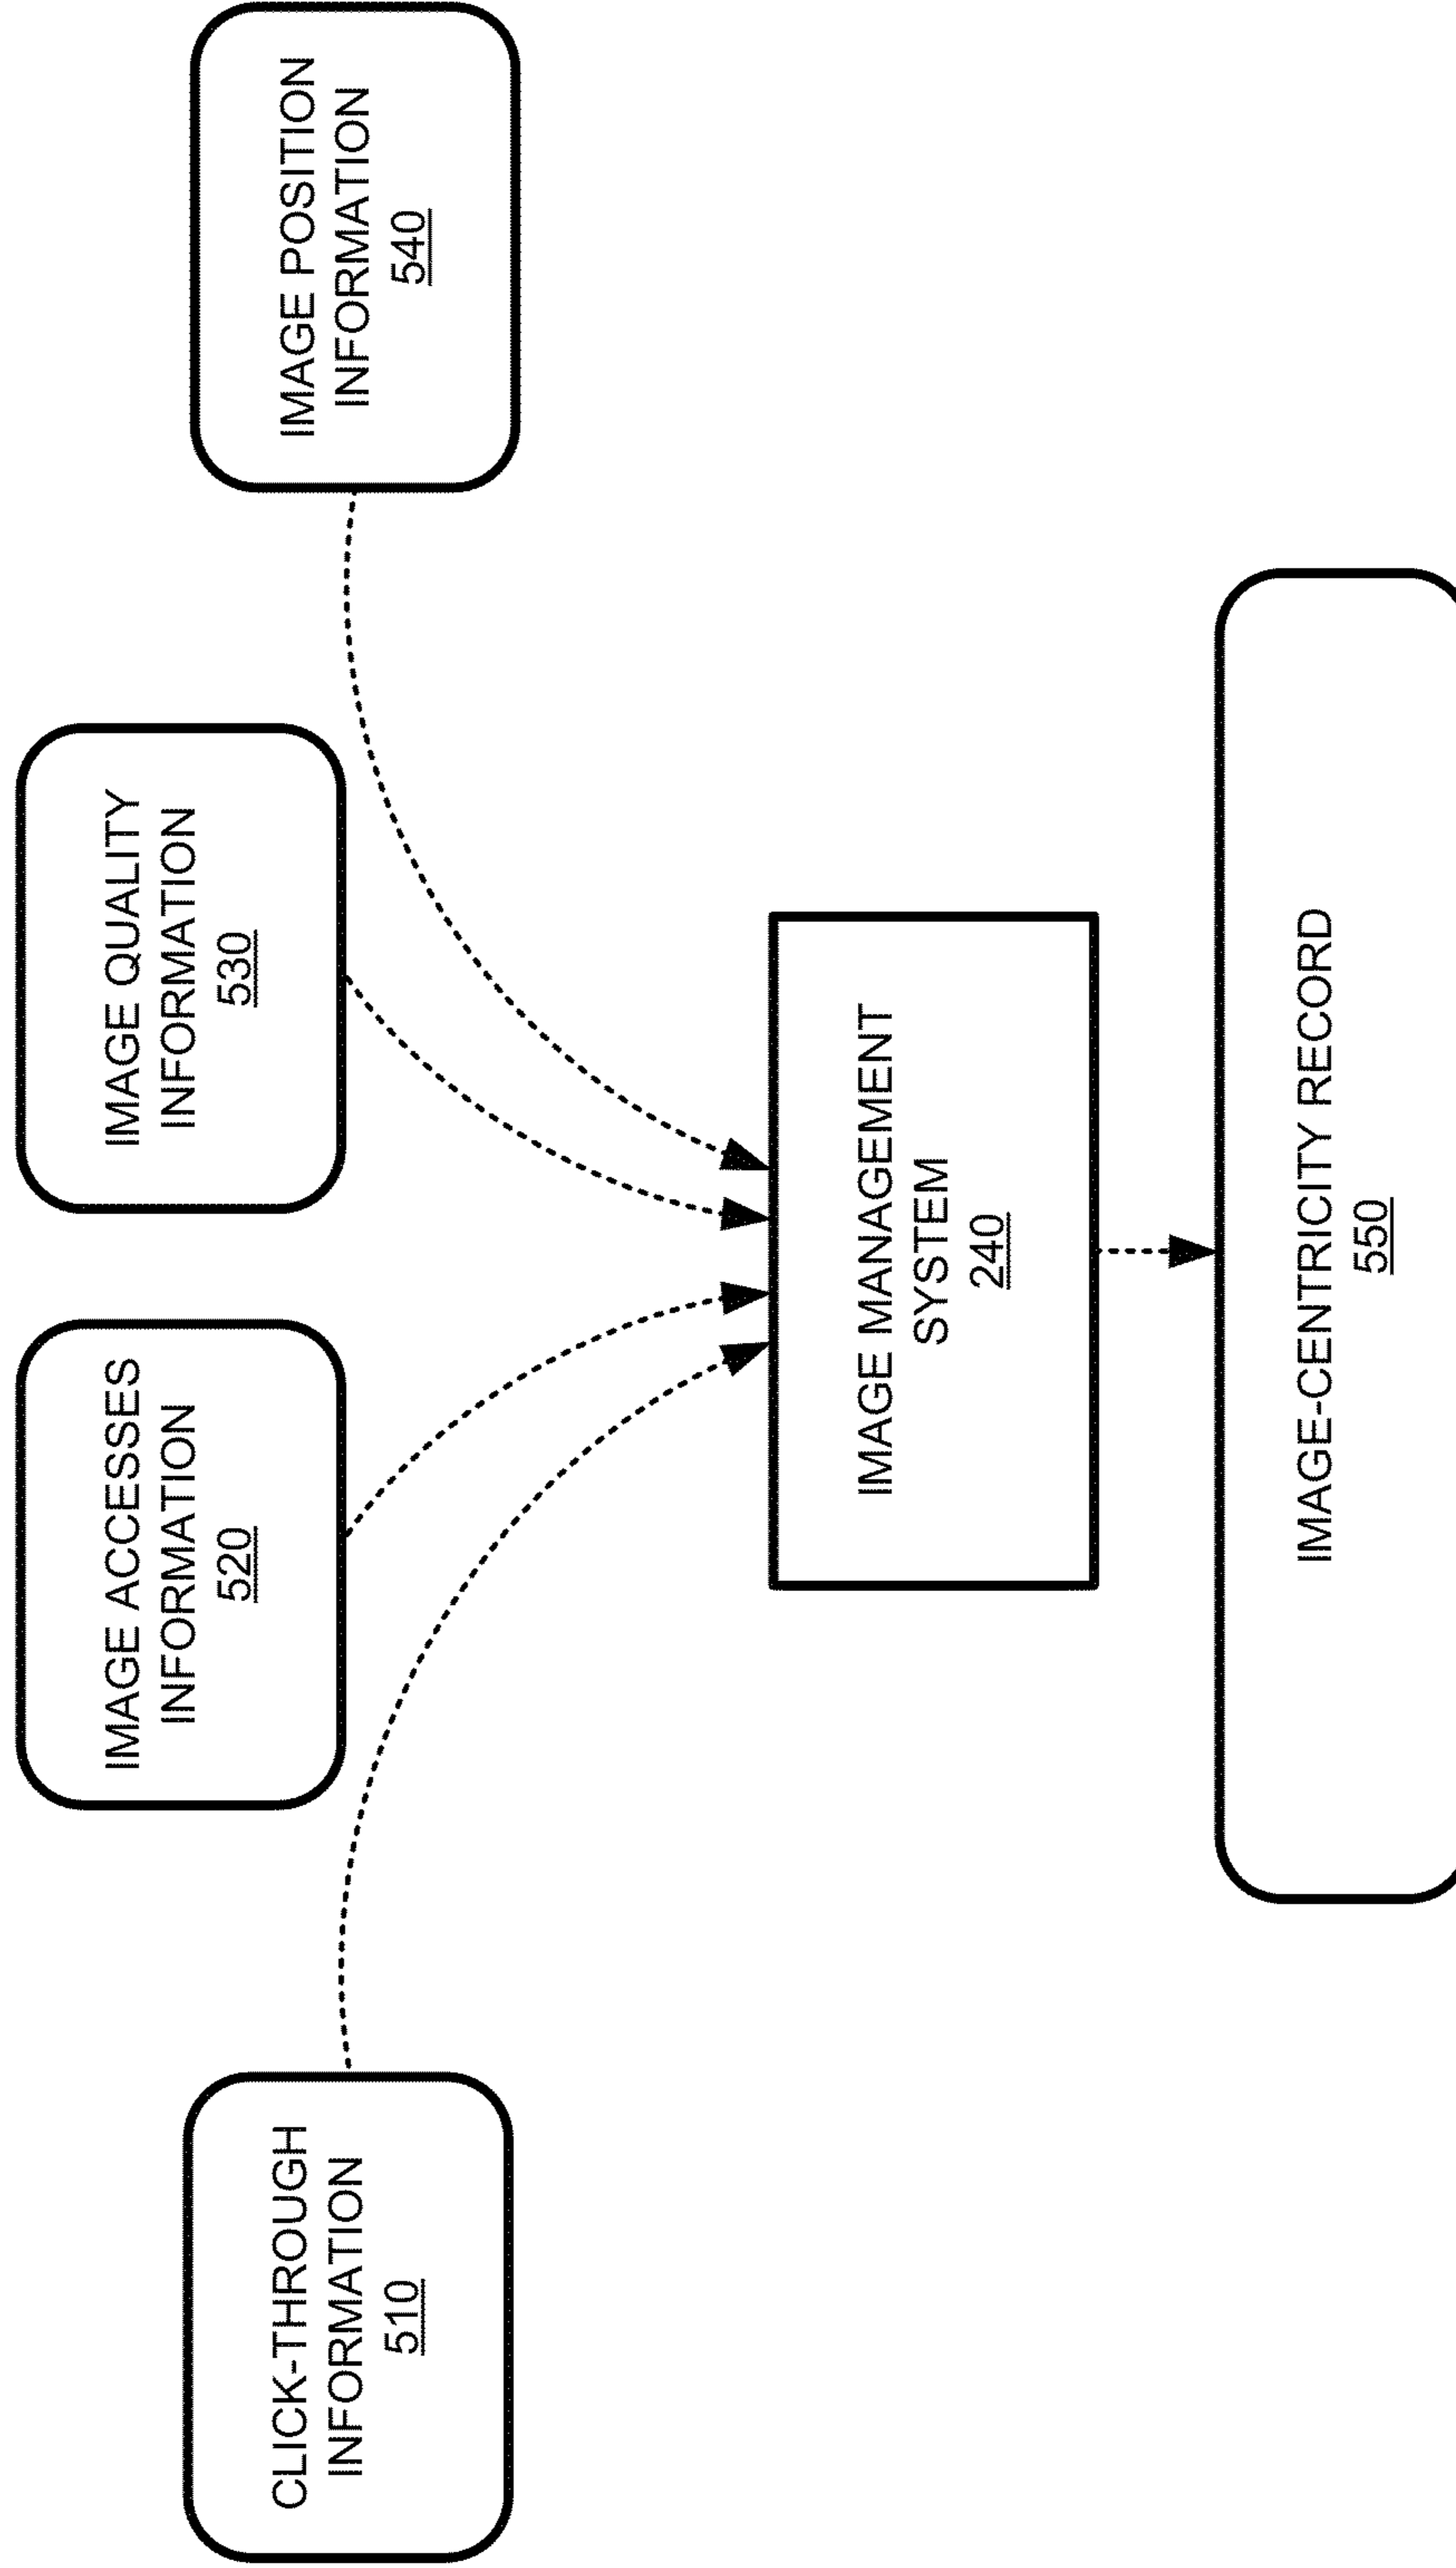 CLICK-THROUGH
INFORMATION
510
IMAGE ACCESSES
INFORMATION
520
IMAGE QUALITY
INFORMATION
530
IMAGE POSITION
INFORMATION
540
IMAGE MANAGEMENT
SYSTEM
240
IMAGE-CENTRICITY RECORD
550